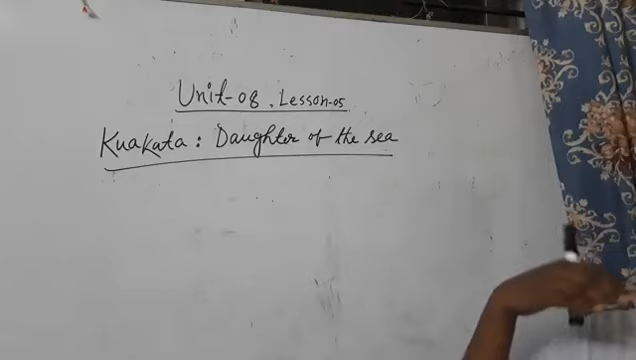 Unit-08, Lesson-05
Kuakata: Daughter of the sea